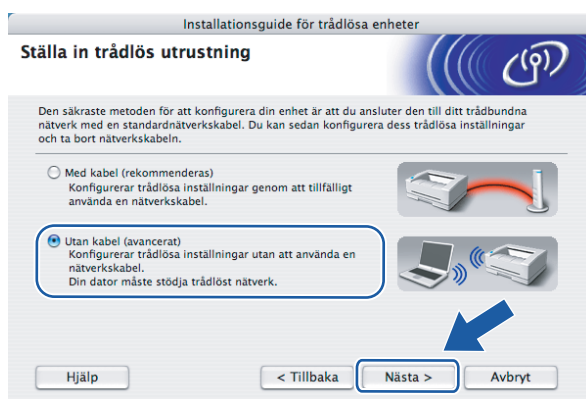 Installationsguide för trådlösa enheter
Ställa in trådlös utrustning
Den säkraste metoden för att konfigurera din enhet är att du ansluter den till ditt trådbundna
nätverk med en standardnätverkskabel. Du kan sedan konfigurera dess trådlösa inställningar
och ta bort nätverkskabeln.
Med kabel (rekommenderas)
Konfigurerar trådlösa inställningar genom att tillfälligt
använda en nätverkskabel.
Utan kabel (avancerat)
Konfigurerar trådlösa inställningar utan att använda en
nätverkskabel.
Din dator måste stödja trådlöst nätverk.
Hjälp
< Tillbaka
Nästa >
Avbryt